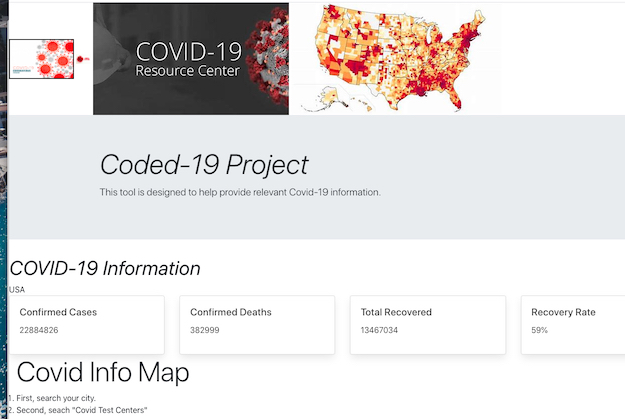 COVID-19
Resource Center
Coded-19 Project
This tool is designed to help provide relevant Covid-19 information.
COVID-19 Information
USA
Confirmed Cases
22884826
Confirmed Deaths
382999
Total Recovered
13467034
Recovery Rate
59%
Covid Info Map
1. First, search your city.
2. Second, seach "Covid Test Centers"